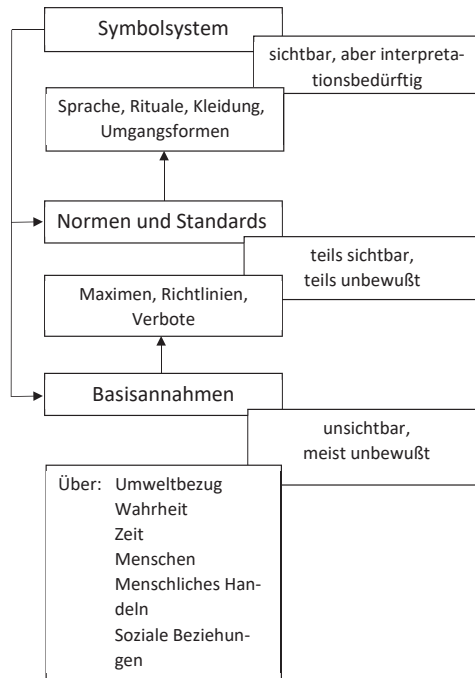 Symbolsystem
sichtbar, aber interpreta-
tionsbedürftig
Sprache, Rituale, Kleidung,
Umgangsformen
Normen und Standards
teils sichtbar,
teils unbewußt
Maximen, Richtlinien,
Verbote
Basisannahmen
unsichtbar,
meist unbewußt
Über: Umweltbezug
Wahrheit
Zeit
Menschen
Menschliches Han-
deln
Soziale Beziehun-
gen